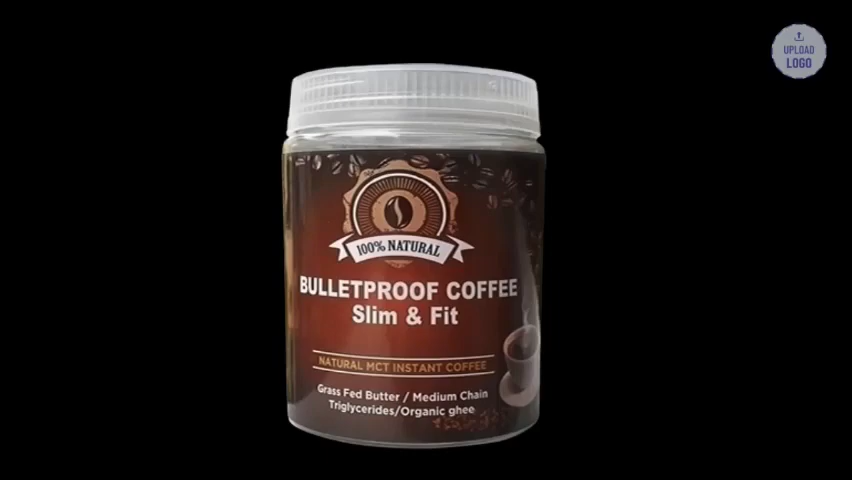 UPLOAD
LOGO
100% NATURAL
BULLETPROOF COFFEE
Slim & Fit
NATURAL MCT INSTANT COFFEE
Grass Fed Butter / Medium Chain
Triglycerides/Organic ghee